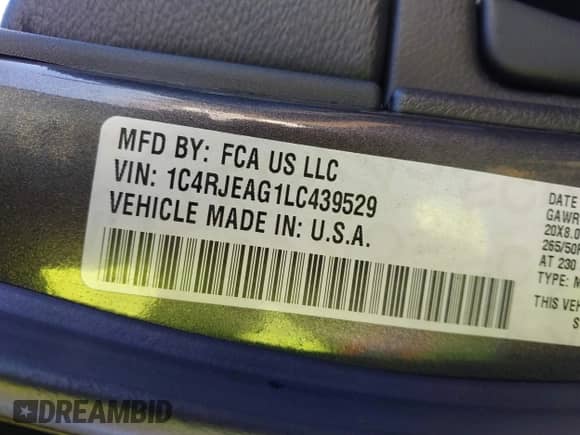 MFD BY: FCA US LLC
VIN: 1C4RJEAG1LC439529
VEHICLE MADE IN: U.S.A.
DATE
GAWR
20X8.0
265/50
AT 230
TYPE:
THIS VE
DREAMBID